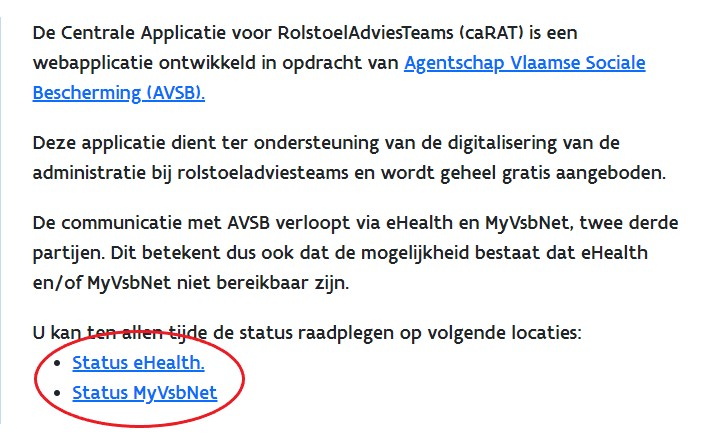 De Centrale Applicatie voor RolstoelAdviesTeams (caRAT) is een
webapplicatie ontwikkeld in opdracht van Agentschap Vlaamse Sociale
Bescherming (AVSB).
Deze applicatie dient ter ondersteuning van de digitalisering van de
administratie bij rolstoeladviesteams en wordt geheel gratis aangeboden.
De communicatie met AVSB verloopt via eHealth en MyVsbNet, twee derde
partijen. Dit betekent dus ook dat de mogelijkheid bestaat dat eHealth
en/of MyVsbNet niet bereikbaar zijn.
U kan ten allen tijde de status raadplegen op volgende locaties:
• Status eHealth.
• Status MyVsbNet